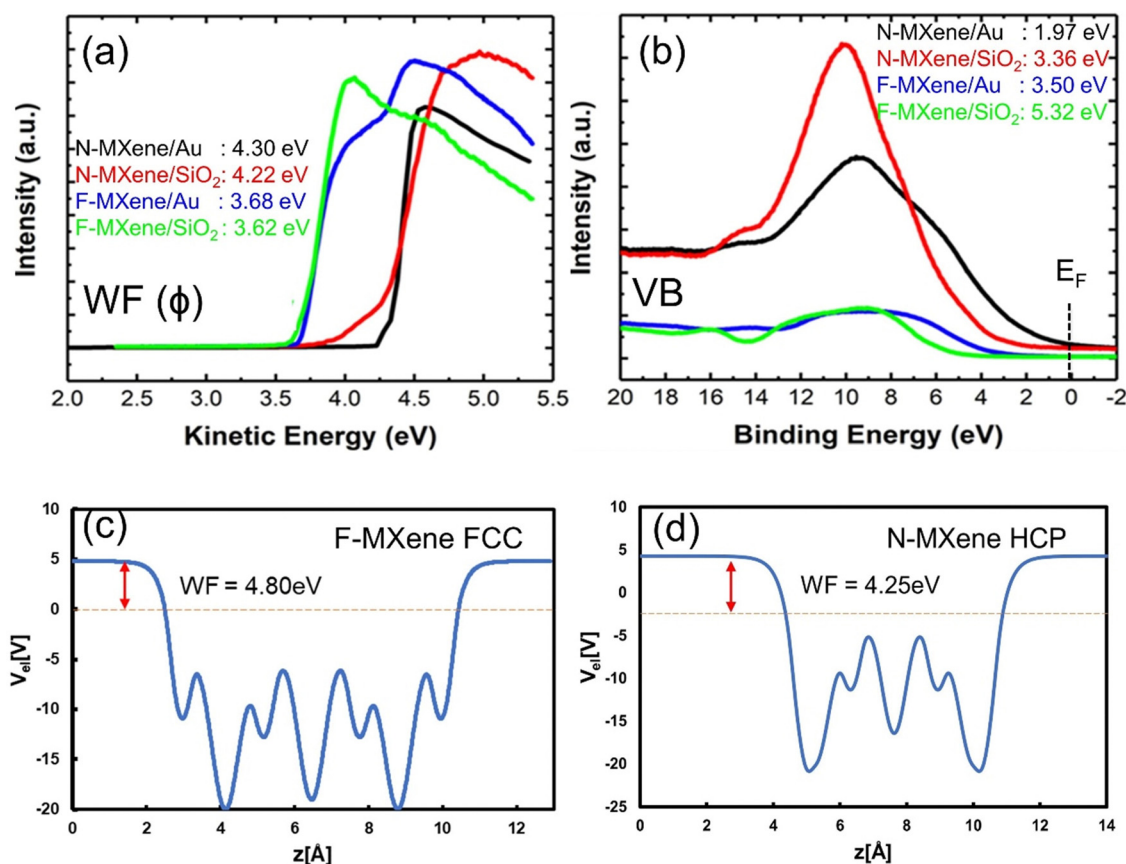 (a)
N-MXene/Au : 4.30 eV
N-MXene/SiO₂: 4.22 eV
F-MXene/Au : 3.68 eV
F-MXene/SiO₂: 3.62 eV
WF (ϕ)
Intensity (a.u.)
2.0 2.5 3.0 3.5 4.0 4.5 5.0 5.5
Kinetic Energy (eV)
(b)
N-MXene/Au : 1.97 eV
N-MXene/SiO₂: 3.36 eV
F-MXene/Au : 3.50 eV
F-MXene/SiO₂: 5.32 eV
E_F
VB
Intensity (a.u.)
20 18 16 14 12 10 8 6 4 2 0 -2
Binding Energy (eV)
(c)
F-MXene FCC
WF = 4.80eV
10
5
0
-5
-10
-15
-20
V_el[V]
0 2 4 6 8 10 12
z[Å]
(d)
N-MXene HCP
WF = 4.25eV
10
5
0
-5
-10
-15
-20
-25
V_el[V]
0 2 4 6 8 10 12 14
z[Å]